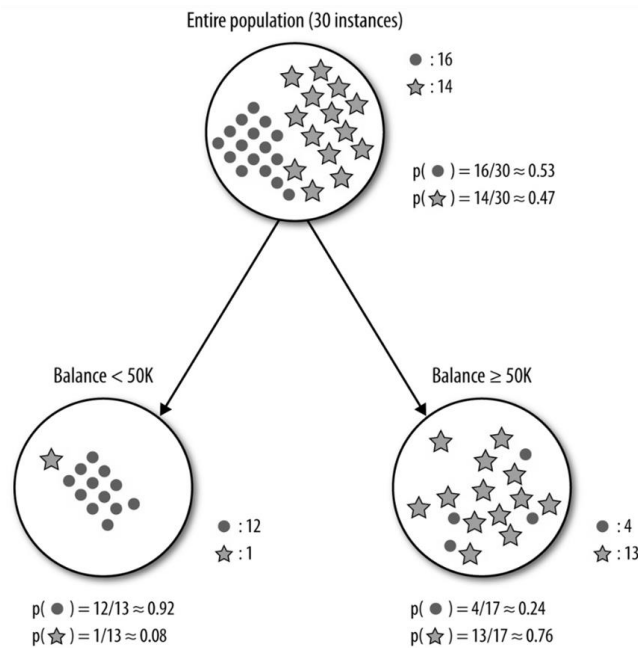 Entire population (30 instances)
● : 16
☆ : 14
p( ● ) = 16/30 ≈ 0.53
p( ☆ ) = 14/30 ≈ 0.47
Balance < 50K
Balance ≥ 50K
● : 12
☆ : 1
● : 4
☆ : 13
p( ● ) = 12/13 ≈ 0.92
p( ☆ ) = 1/13 ≈ 0.08
p( ● ) = 4/17 ≈ 0.24
p( ☆ ) = 13/17 ≈ 0.76